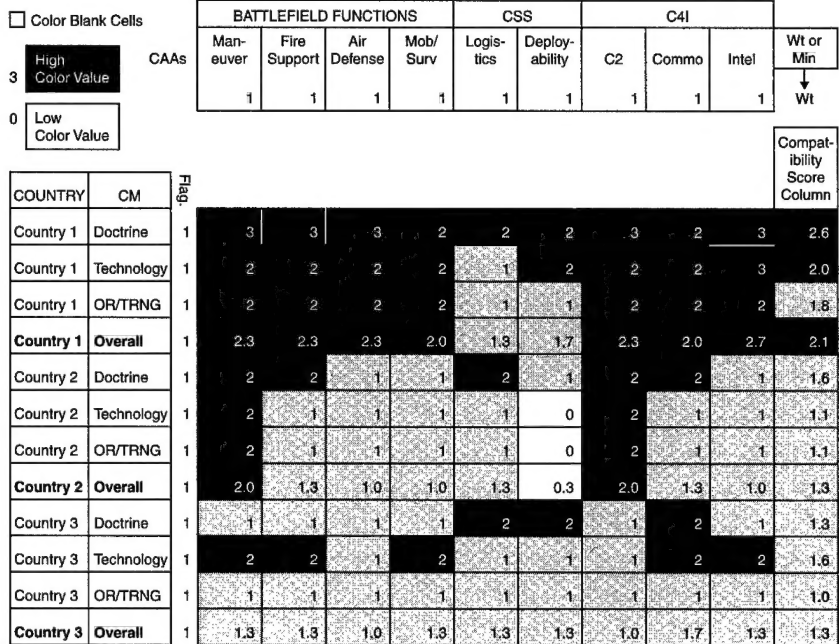 Color Blank Cells
3 High Color Value
0 Low Color Value
BATTLEFIELD FUNCTIONS CSS C4I
CAAs Man-euver Fire Support Air Defense Mob/Surv Logis-tics Deploy-ability C2 Commo Intel Wt or Min
1 1 1 1 1 1 1 1 1 Wt
Compat-ibility Score Column
COUNTRY CM Flag.
Country 1 Doctrine 1 3 3 3 2 2 2 3 2 3 2.6
Country 1 Technology 1 2 2 2 2 1 2 2 2 3 2.0
Country 1 OR/TRNG 1 2 2 2 2 1 1 2 2 2 1.8
Country 1 Overall 1 2.3 2.3 2.3 2.0 1.3 1.7 2.3 2.0 2.7 2.1
Country 2 Doctrine 1 2 2 1 1 2 1 2 2 1 1.6
Country 2 Technology 1 2 1 1 1 1 0 2 1 1 1.1
Country 2 OR/TRNG 1 2 1 1 1 1 0 2 1 1 1.1
Country 2 Overall 1 2.0 1.3 1.0 1.0 1.3 0.3 2.0 1.3 1.0 1.3
Country 3 Doctrine 1 1 1 1 1 2 2 1 2 1 1.3
Country 3 Technology 1 2 2 1 2 1 1 1 2 2 1.6
Country 3 OR/TRNG 1 1 1 1 1 1 1 1 1 1 1.0
Country 3 Overall 1 1.3 1.3 1.0 1.3 1.3 1.3 1.0 1.7 1.3 1.3